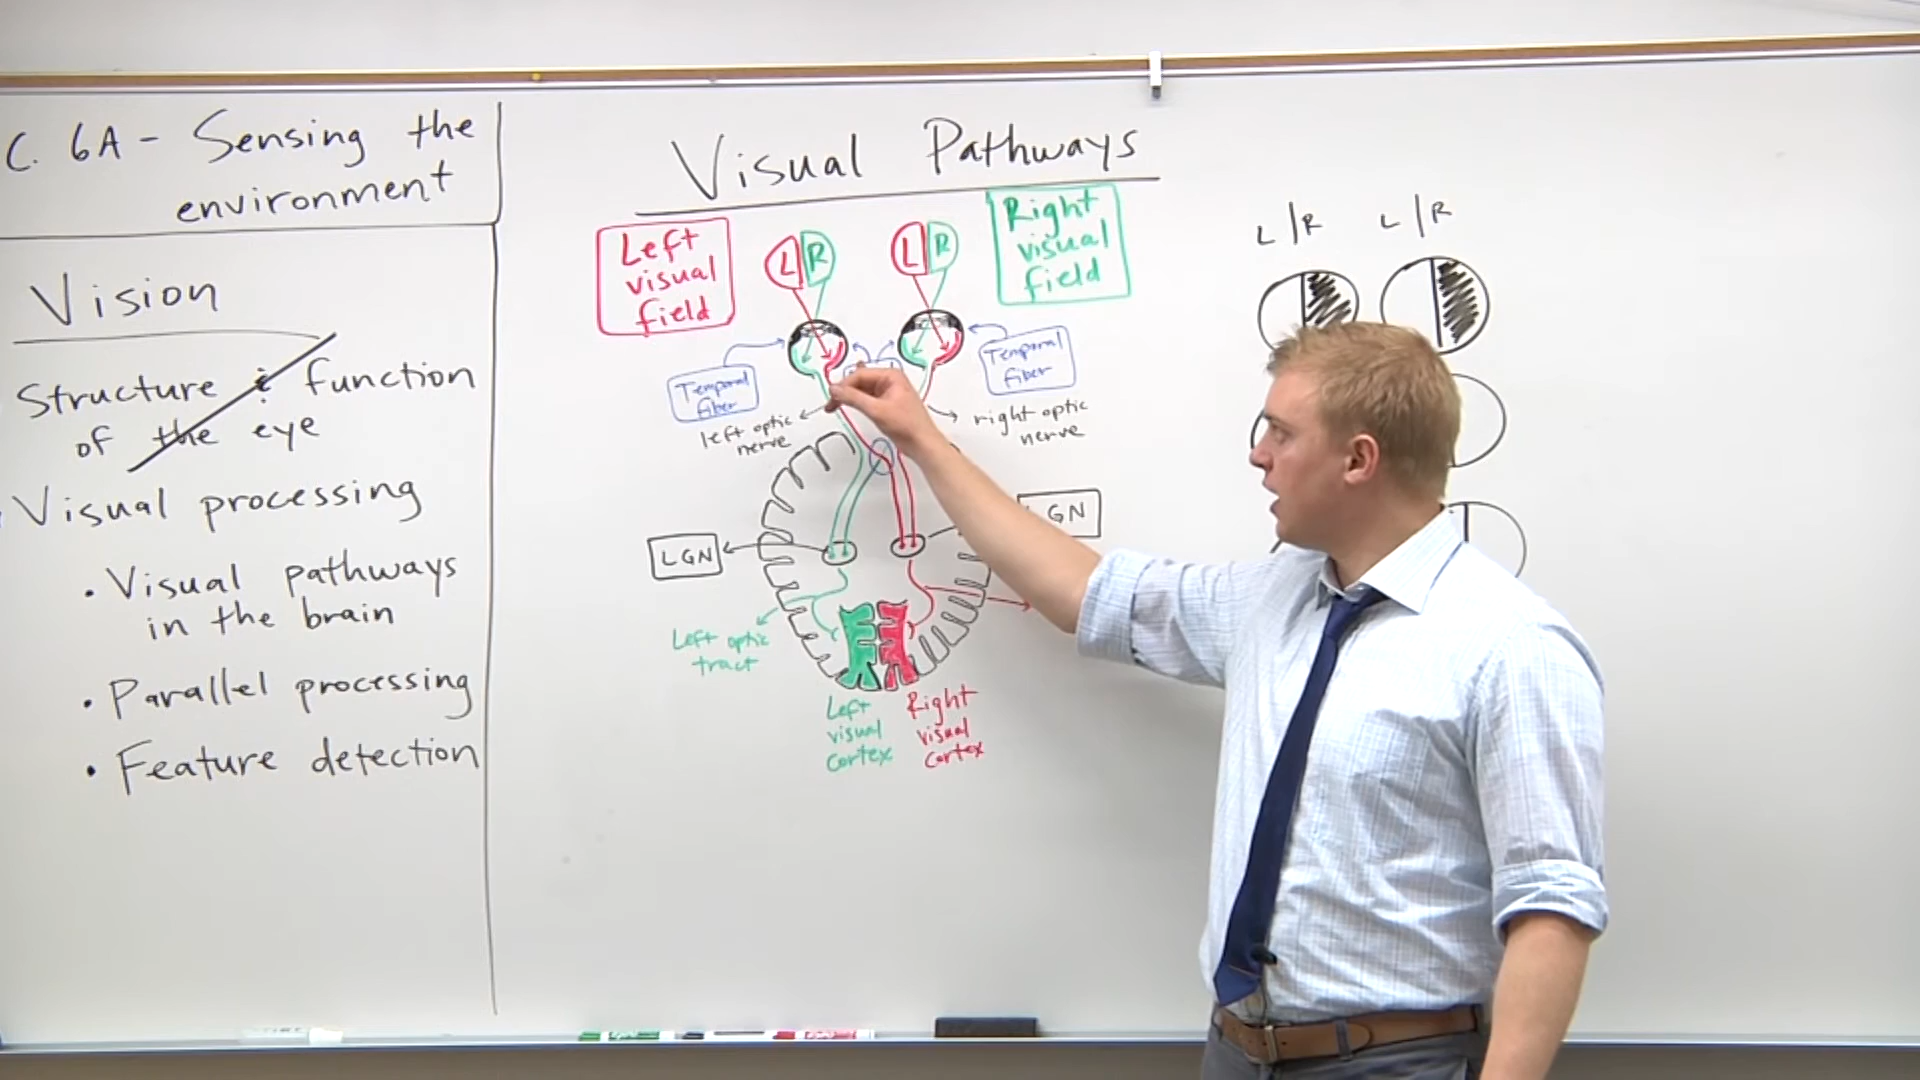 C. 6A - Sensing the
environment
Vision
Structure & function
of the eye
Visual processing
• Visual pathways
in the brain
• Parallel processing
• Feature detection
Visual Pathways
Left
visual
field
L R
L R
Right
visual
field
Temporal
fiber
Temporal
fiber
left optic
nerve
right optic
nerve
LGN
LGN
Left optic
tract
Left
visual
cortex
Right
visual
cortex
L/R L/R